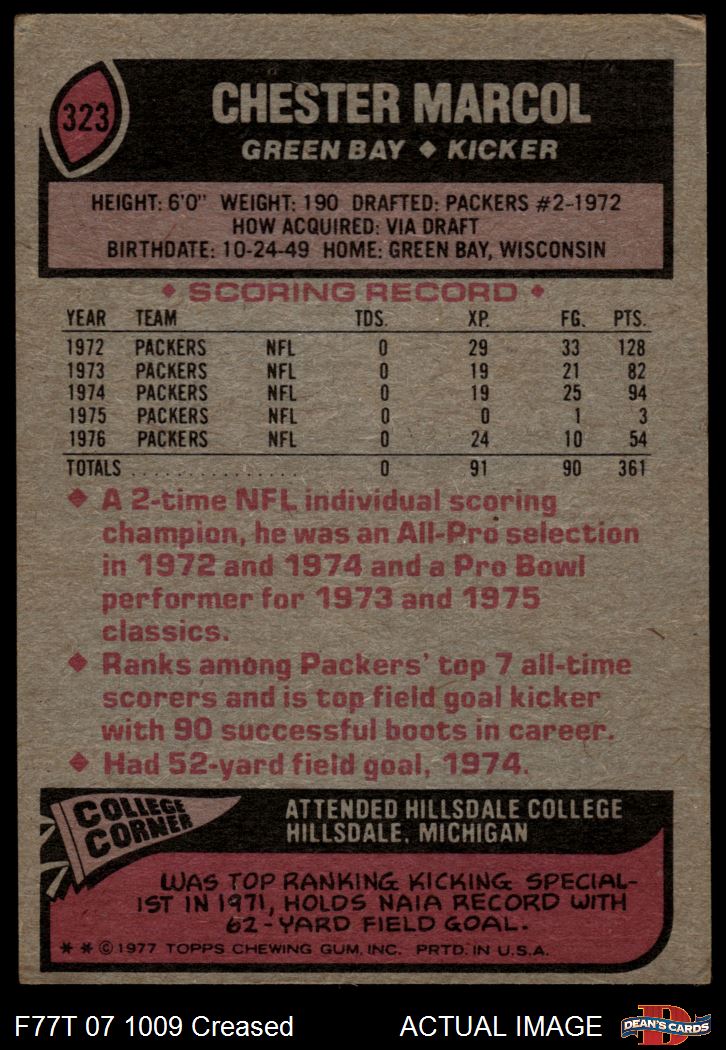 323
CHESTER MARCOL
GREEN BAY ◆ KICKER
HEIGHT: 6'0" WEIGHT: 190 DRAFTED: PACKERS #2-1972
HOW ACQUIRED: VIA DRAFT
BIRTHDATE: 10-24-49 HOME: GREEN BAY, WISCONSIN
◆ SCORING RECORD ◆
YEAR TEAM TDS. XP. FG. PTS.
1972 PACKERS NFL 0 29 33 128
1973 PACKERS NFL 0 19 21 82
1974 PACKERS NFL 0 19 25 94
1975 PACKERS NFL 0 0 1 3
1976 PACKERS NFL 0 24 10 54
TOTALS . . . . . . . . . . . . . . . . 0 91 90 361
◆ A 2-time NFL individual scoring
champion, he was an All-Pro selection
in 1972 and 1974 and a Pro Bowl
performer for 1973 and 1975
classics.
◆ Ranks among Packers' top 7 all-time
scorers and is top field goal kicker
with 90 successful boots in career.
◆ Had 52-yard field goal, 1974.
COLLEGE
CORNER
ATTENDED HILLSDALE COLLEGE
HILLSDALE, MICHIGAN
WAS TOP RANKING KICKING SPECIAL-
IST IN 1971, HOLDS NAIA RECORD WITH
62-YARD FIELD GOAL.
* * © 1977 TOPPS CHEWING GUM, INC. PRTD. IN U.S.A.
F77T 07 1009 Creased ACTUAL IMAGE
D
DEAN'S CARDS